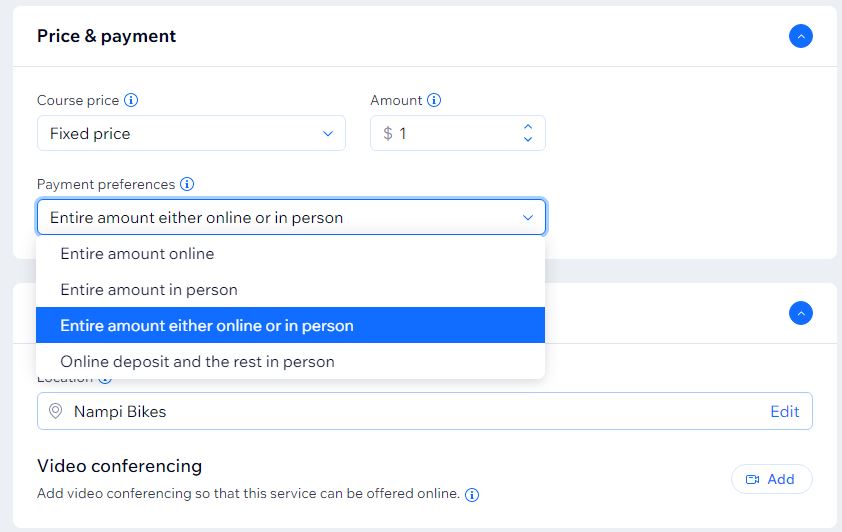 Price & payment
Course price
Amount
Fixed price
$ 1
Payment preferences
Entire amount either online or in person
Entire amount online
Entire amount in person
Entire amount either online or in person
Online deposit and the rest in person
Location
Nampi Bikes
Edit
Video conferencing
Add video conferencing so that this service can be offered online.
Add